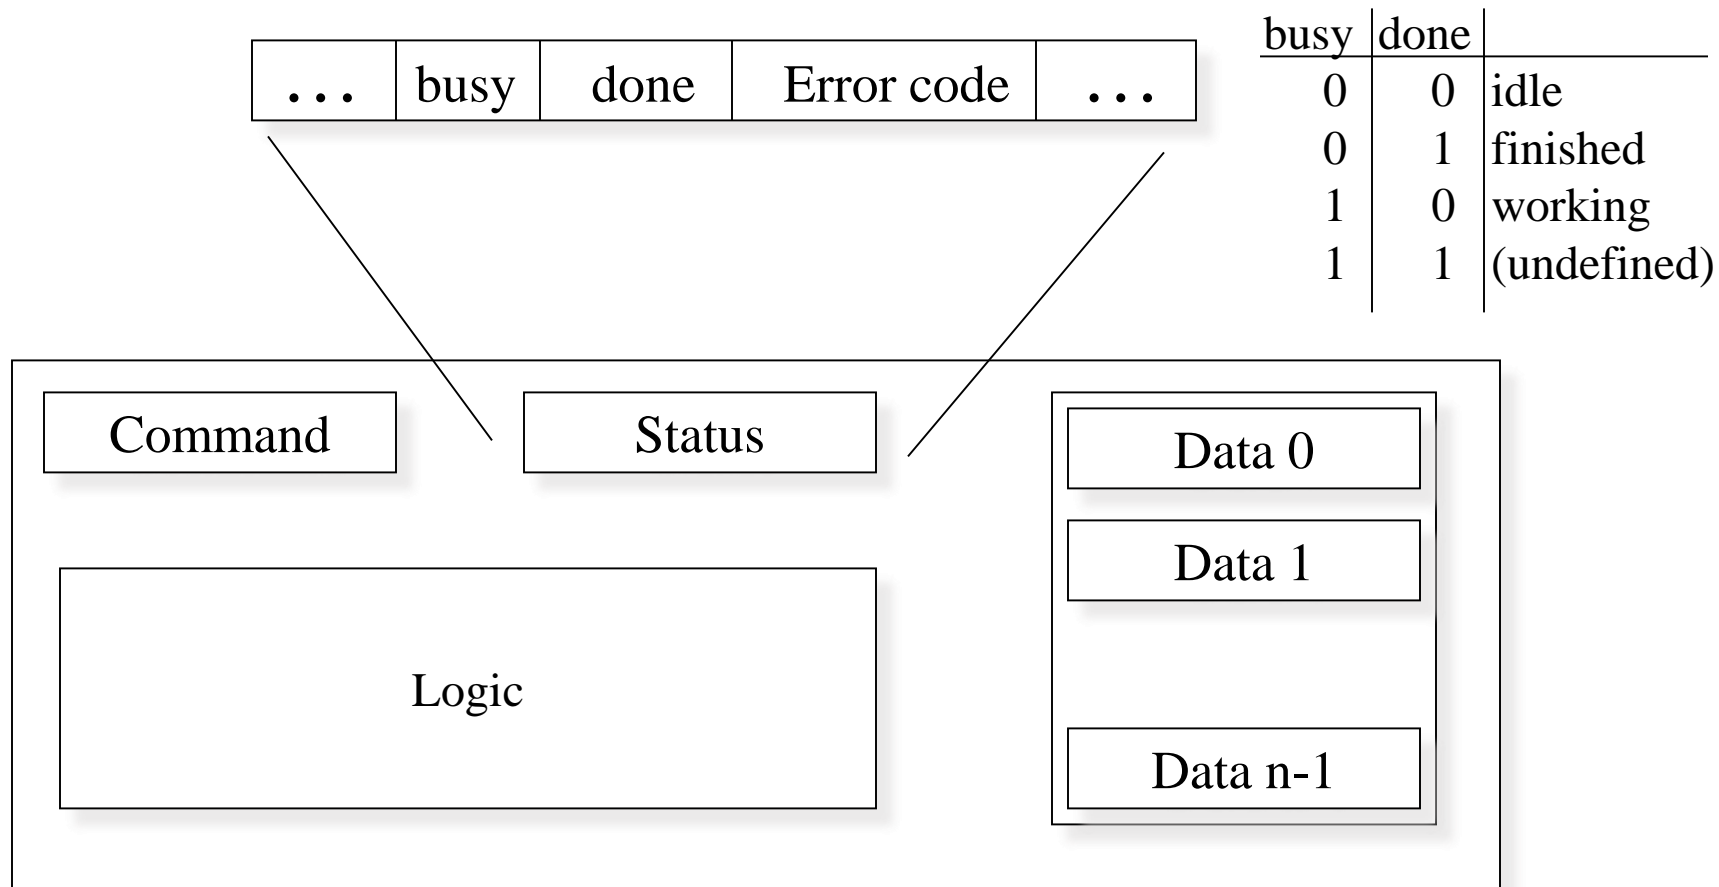 ... busy done Error code ...
busy done
0 0 idle
0 1 finished
1 0 working
1 1 (undefined)
Command
Status
Data 0
Data 1
Logic
Data n-1